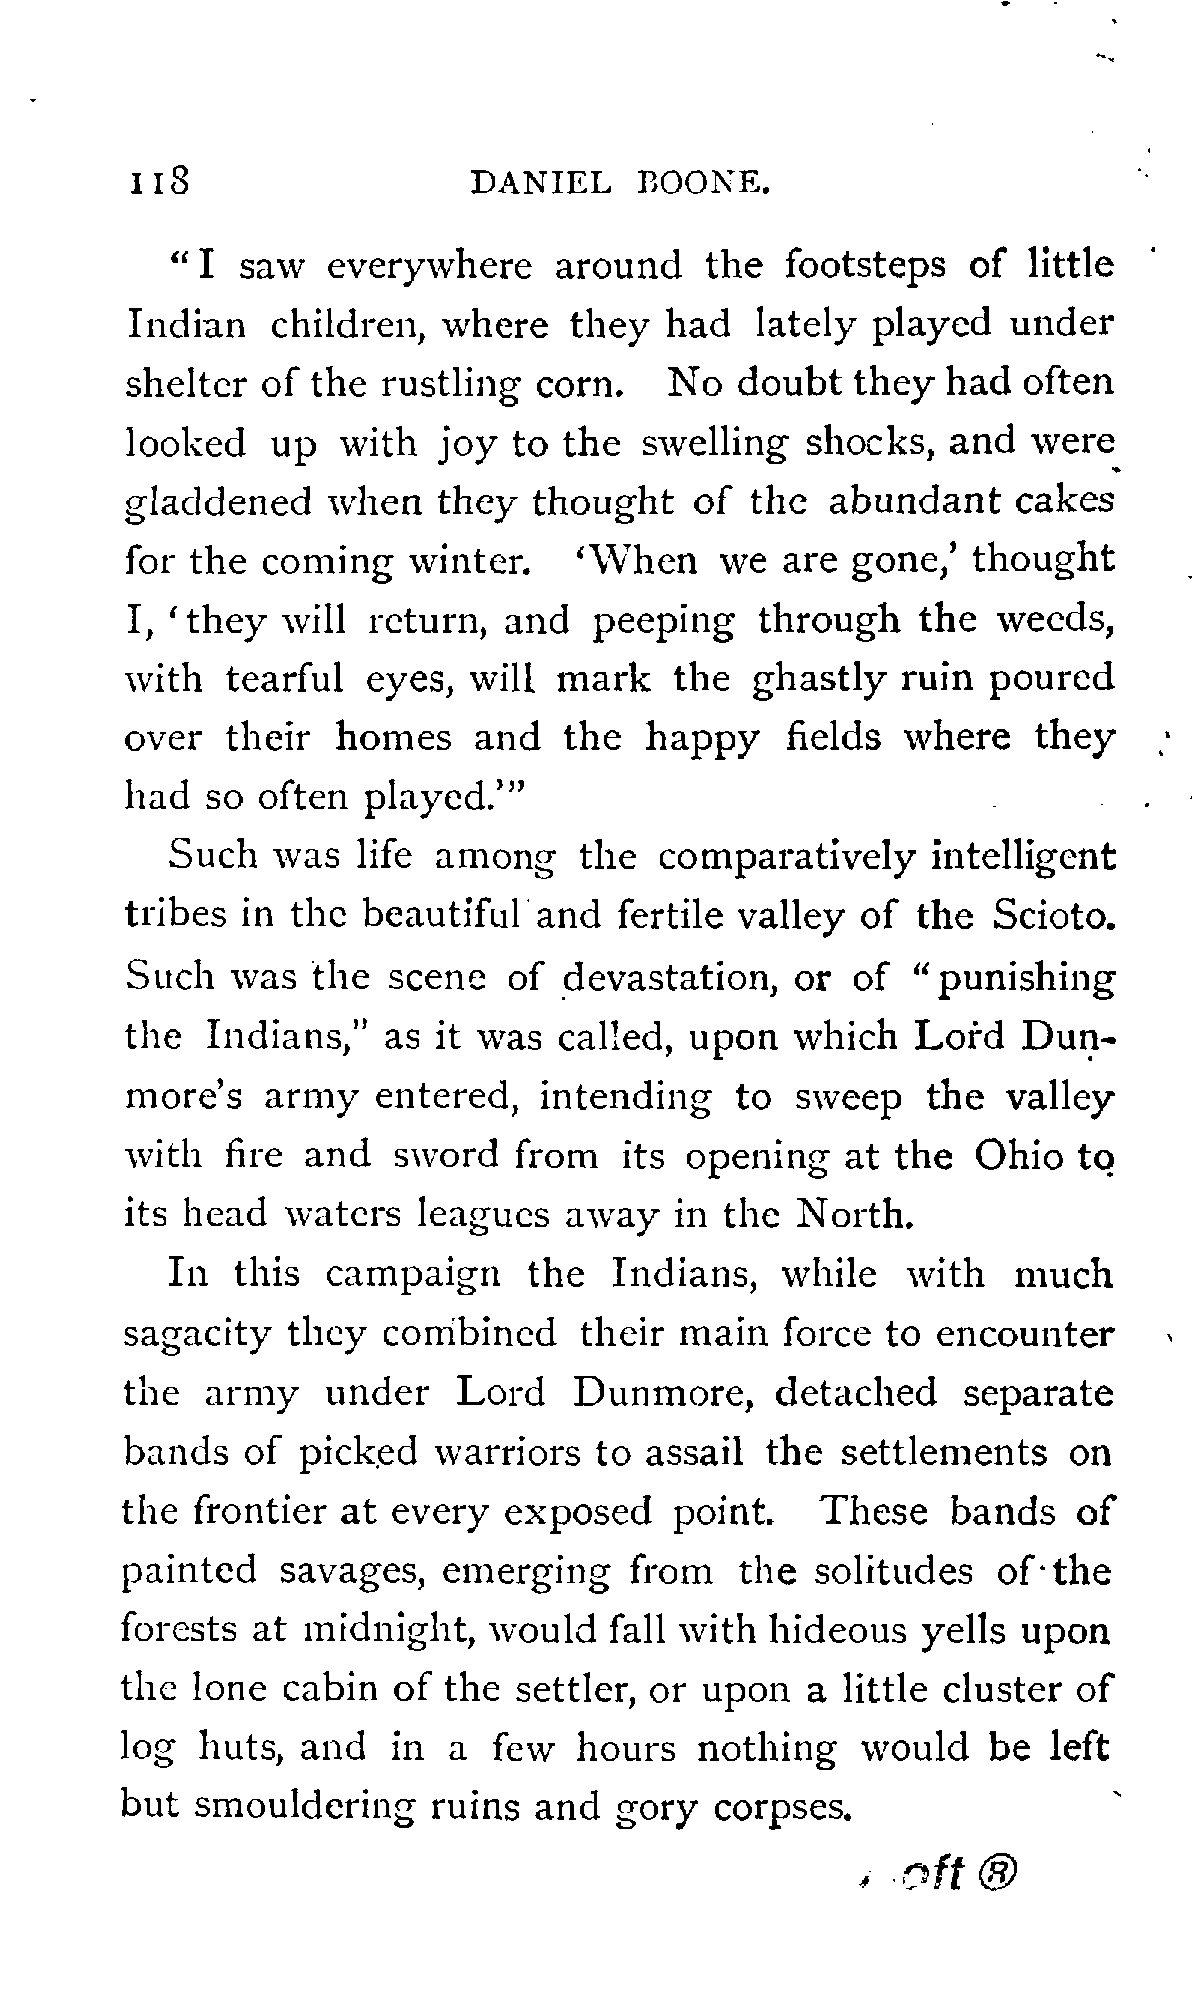 118 DANIEL BOONE.
“I saw everywhere around the footsteps of little
Indian children, where they had lately played under
shelter of the rustling corn. No doubt they had often
looked up with joy to the swelling shocks, and were
gladdened when they thought of the abundant cakes
for the coming winter. ‘When we are gone,’ thought
I, ‘they will return, and peeping through the weeds,
with tearful eyes, will mark the ghastly ruin poured
over their homes and the happy fields where they
had so often played.’”
Such was life among the comparatively intelligent
tribes in the beautiful and fertile valley of the Scioto.
Such was the scene of devastation, or of “punishing
the Indians,” as it was called, upon which Lord Dun-
more’s army entered, intending to sweep the valley
with fire and sword from its opening at the Ohio to
its head waters leagues away in the North.
In this campaign the Indians, while with much
sagacity they combined their main force to encounter
the army under Lord Dunmore, detached separate
bands of picked warriors to assail the settlements on
the frontier at every exposed point. These bands of
painted savages, emerging from the solitudes of the
forests at midnight, would fall with hideous yells upon
the lone cabin of the settler, or upon a little cluster of
log huts, and in a few hours nothing would be left
but smouldering ruins and gory corpses.
®